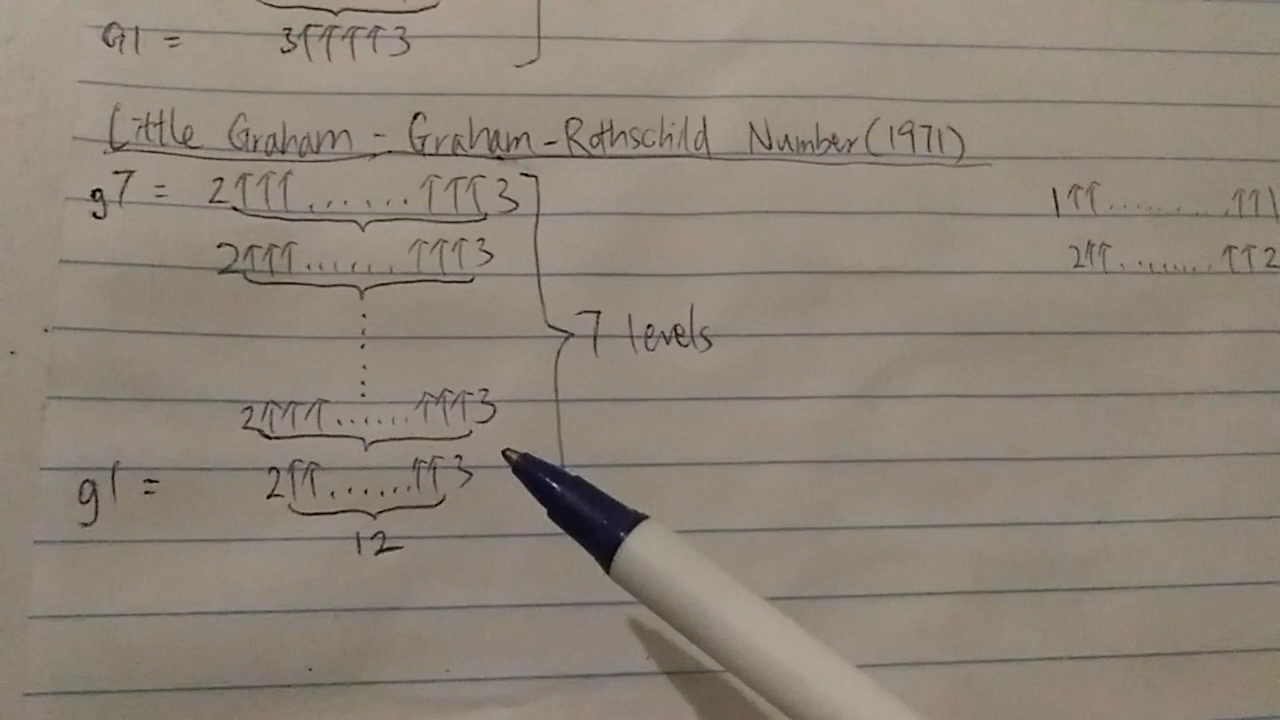 G1 = 3↑↑↑↑↑3
Little Graham - Graham-Rothschild Number(1971)
g7 = 2↑↑↑......↑↑↑3
1↑↑.........↑↑1
2↑↑↑......↑↑↑3
2↑↑.........↑↑2
7 levels
2↑↑↑......↑↑↑3
g1 = 2↑↑.......↑↑3
12